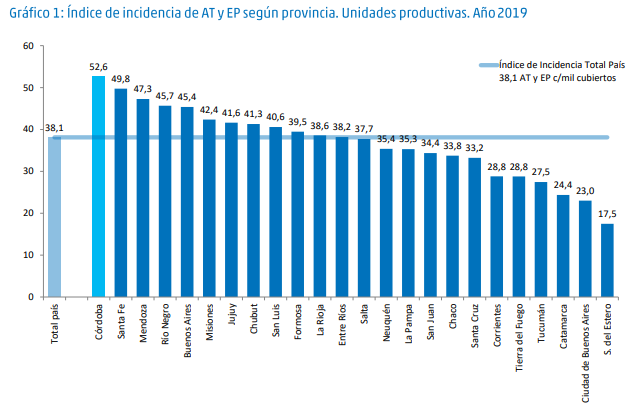 Gráfico 1: Índice de incidencia de AT y EP según provincia. Unidades productivas. Año 2019
Índice de Incidencia Total País
38,1 AT y EP c/mil cubiertos
60
50
40
30
20
10
0
38,1
52,6
49,8
47,3
45,7
45,4
42,4
41,6
41,3
40,6
39,5
38,6
38,2
37,7
35,4
35,3
34,4
33,8
33,2
28,8
28,8
27,5
24,4
23,0
17,5
Total país
Córdoba
Santa Fe
Mendoza
Río Negro
Buenos Aires
Misiones
Jujuy
Chubut
San Luis
Formosa
La Rioja
Entre Ríos
Salta
Neuquén
La Pampa
San Juan
Chaco
Santa Cruz
Corrientes
Tierra del Fuego
Tucumán
Catamarca
Ciudad de Buenos Aires
S. del Estero